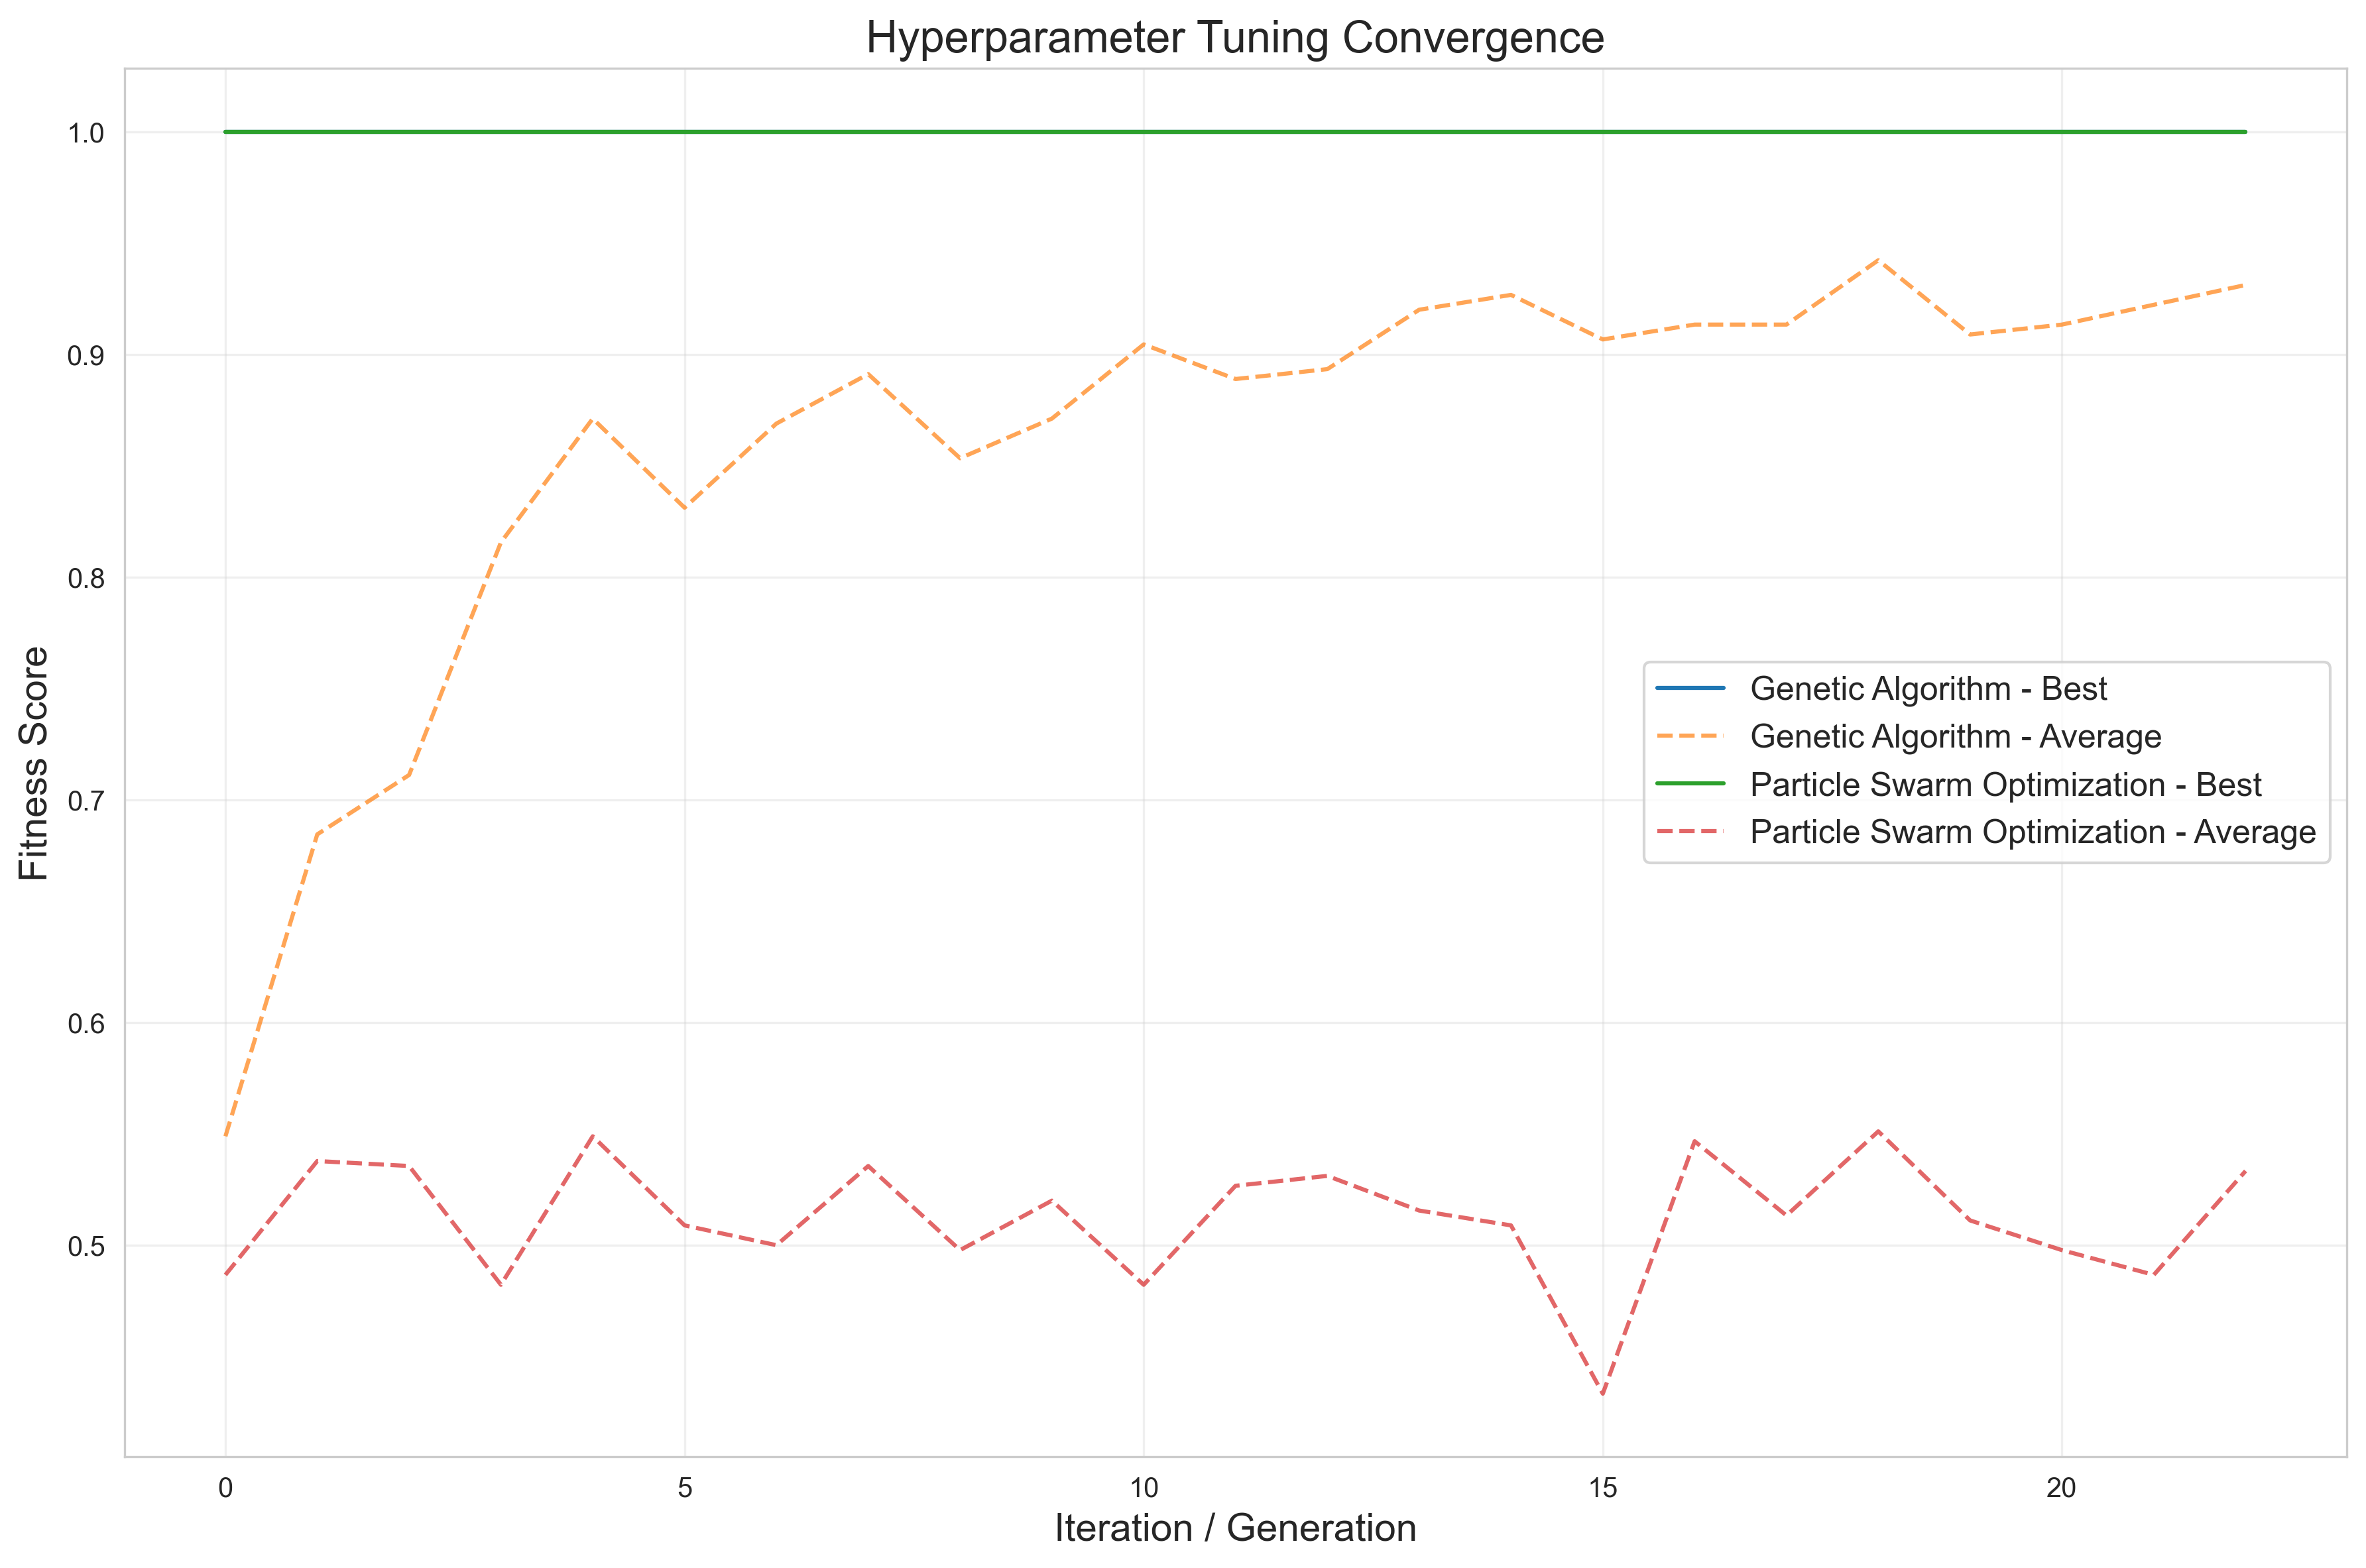 Hyperparameter Tuning Convergence
1.0
0.9
0.8
0.7
0.6
0.5
Fitness Score
Genetic Algorithm - Best
Genetic Algorithm - Average
Particle Swarm Optimization - Best
Particle Swarm Optimization - Average
0 5 10 15 20
Iteration / Generation